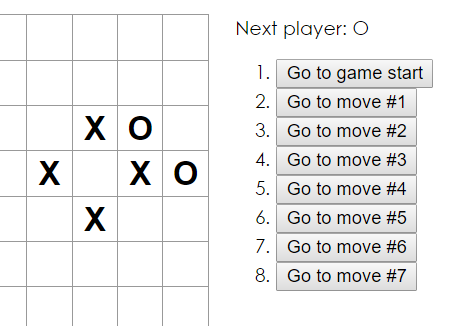 Next player: O
1. Go to game start
2. Go to move #1
X O
3. Go to move #2
4. Go to move #3
X X O
5. Go to move #4
X
6. Go to move #5
7. Go to move #6
8. Go to move #7